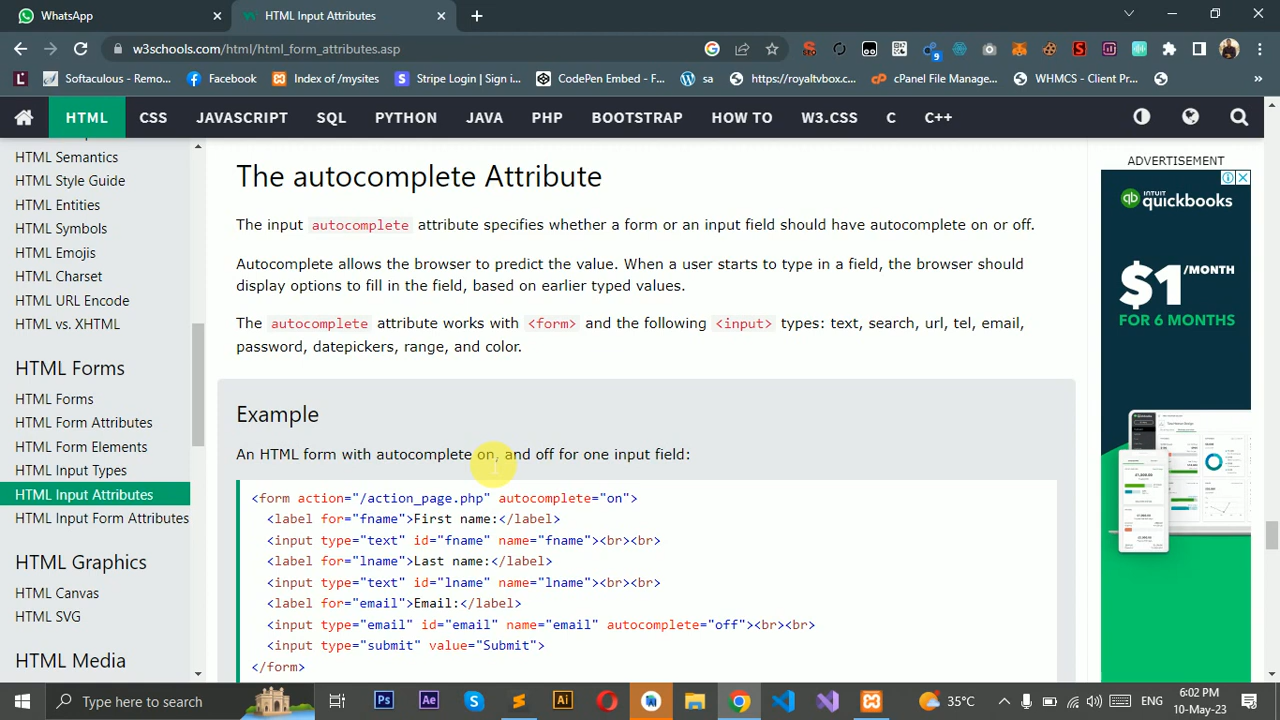 WhatsApp
HTML Input Attributes
w3schools.com/html/html_form_attributes.asp
Softaculous - Remo...
Facebook
Index of /mysites
Stripe Login | Sign i...
CodePen Embed - F...
sa
https://royaltvbox.c...
cPanel File Manage...
WHMCS - Client Pr...
HTML CSS JAVASCRIPT SQL PYTHON JAVA PHP BOOTSTRAP HOW TO W3.CSS C C++
HTML Semantics
HTML Style Guide
HTML Entities
HTML Symbols
HTML Emojis
HTML Charset
HTML URL Encode
HTML vs. XHTML
HTML Forms
HTML Forms
HTML Form Attributes
HTML Form Elements
HTML Input Types
HTML Input Attributes
HTML Input Form Attributes
HTML Graphics
HTML Canvas
HTML SVG
HTML Media
The autocomplete Attribute
The input autocomplete attribute specifies whether a form or an input field should have autocomplete on or off.
Autocomplete allows the browser to predict the value. When a user starts to type in a field, the browser should
display options to fill in the field, based on earlier typed values.
The autocomplete attribute works with <form> and the following <input> types: text, search, url, tel, email,
password, datepickers, range, and color.
Example
An HTML form with autocomplete on, and off for one input field:
<form action="/action_page.php" autocomplete="on">
<label for="fname">First name:</label>
<input type="text" id="fname" name="fname"><br><br>
<label for="lname">Last name:</label>
<input type="text" id="lname" name="lname"><br><br>
<label for="email">Email:</label>
<input type="email" id="email" name="email" autocomplete="off"><br><br>
<input type="submit" value="Submit">
</form>
ADVERTISEMENT
INTUIT
quickbooks
$1/MONTH
FOR 6 MONTHS
Type here to search
Ps
Ae
Ai
35°C
ENG
6:02 PM
10-May-23